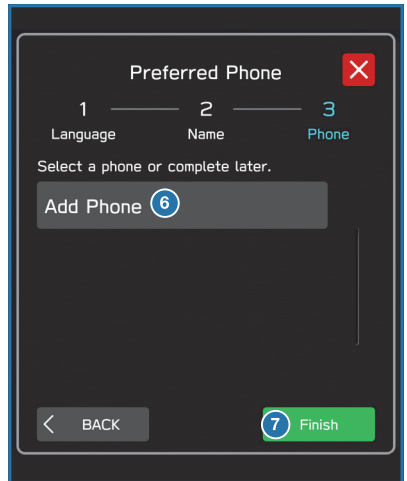 Preferred Phone
1 2 3
Language Name Phone
Select a phone or complete later.
Add Phone 6
BACK 7 Finish